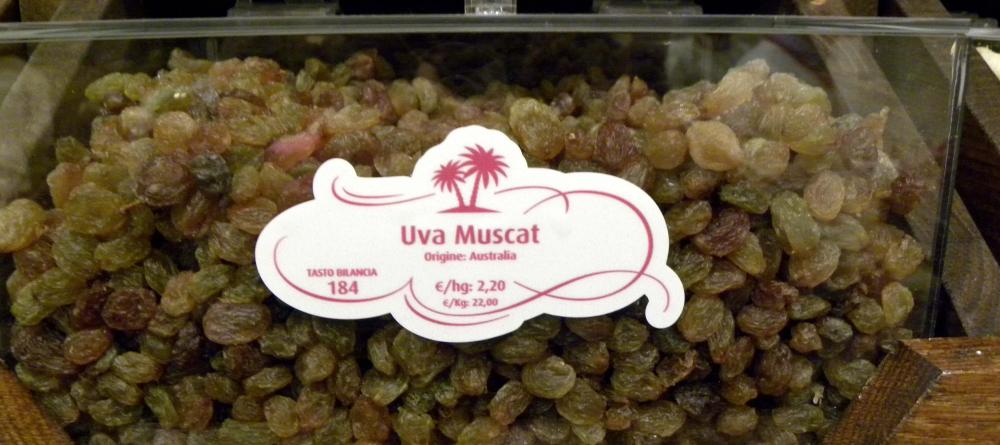 Uva Muscat
Origine: Australia
TASTO BILANCIA
184
€/hg: 2,20
€/Kg: 22,00